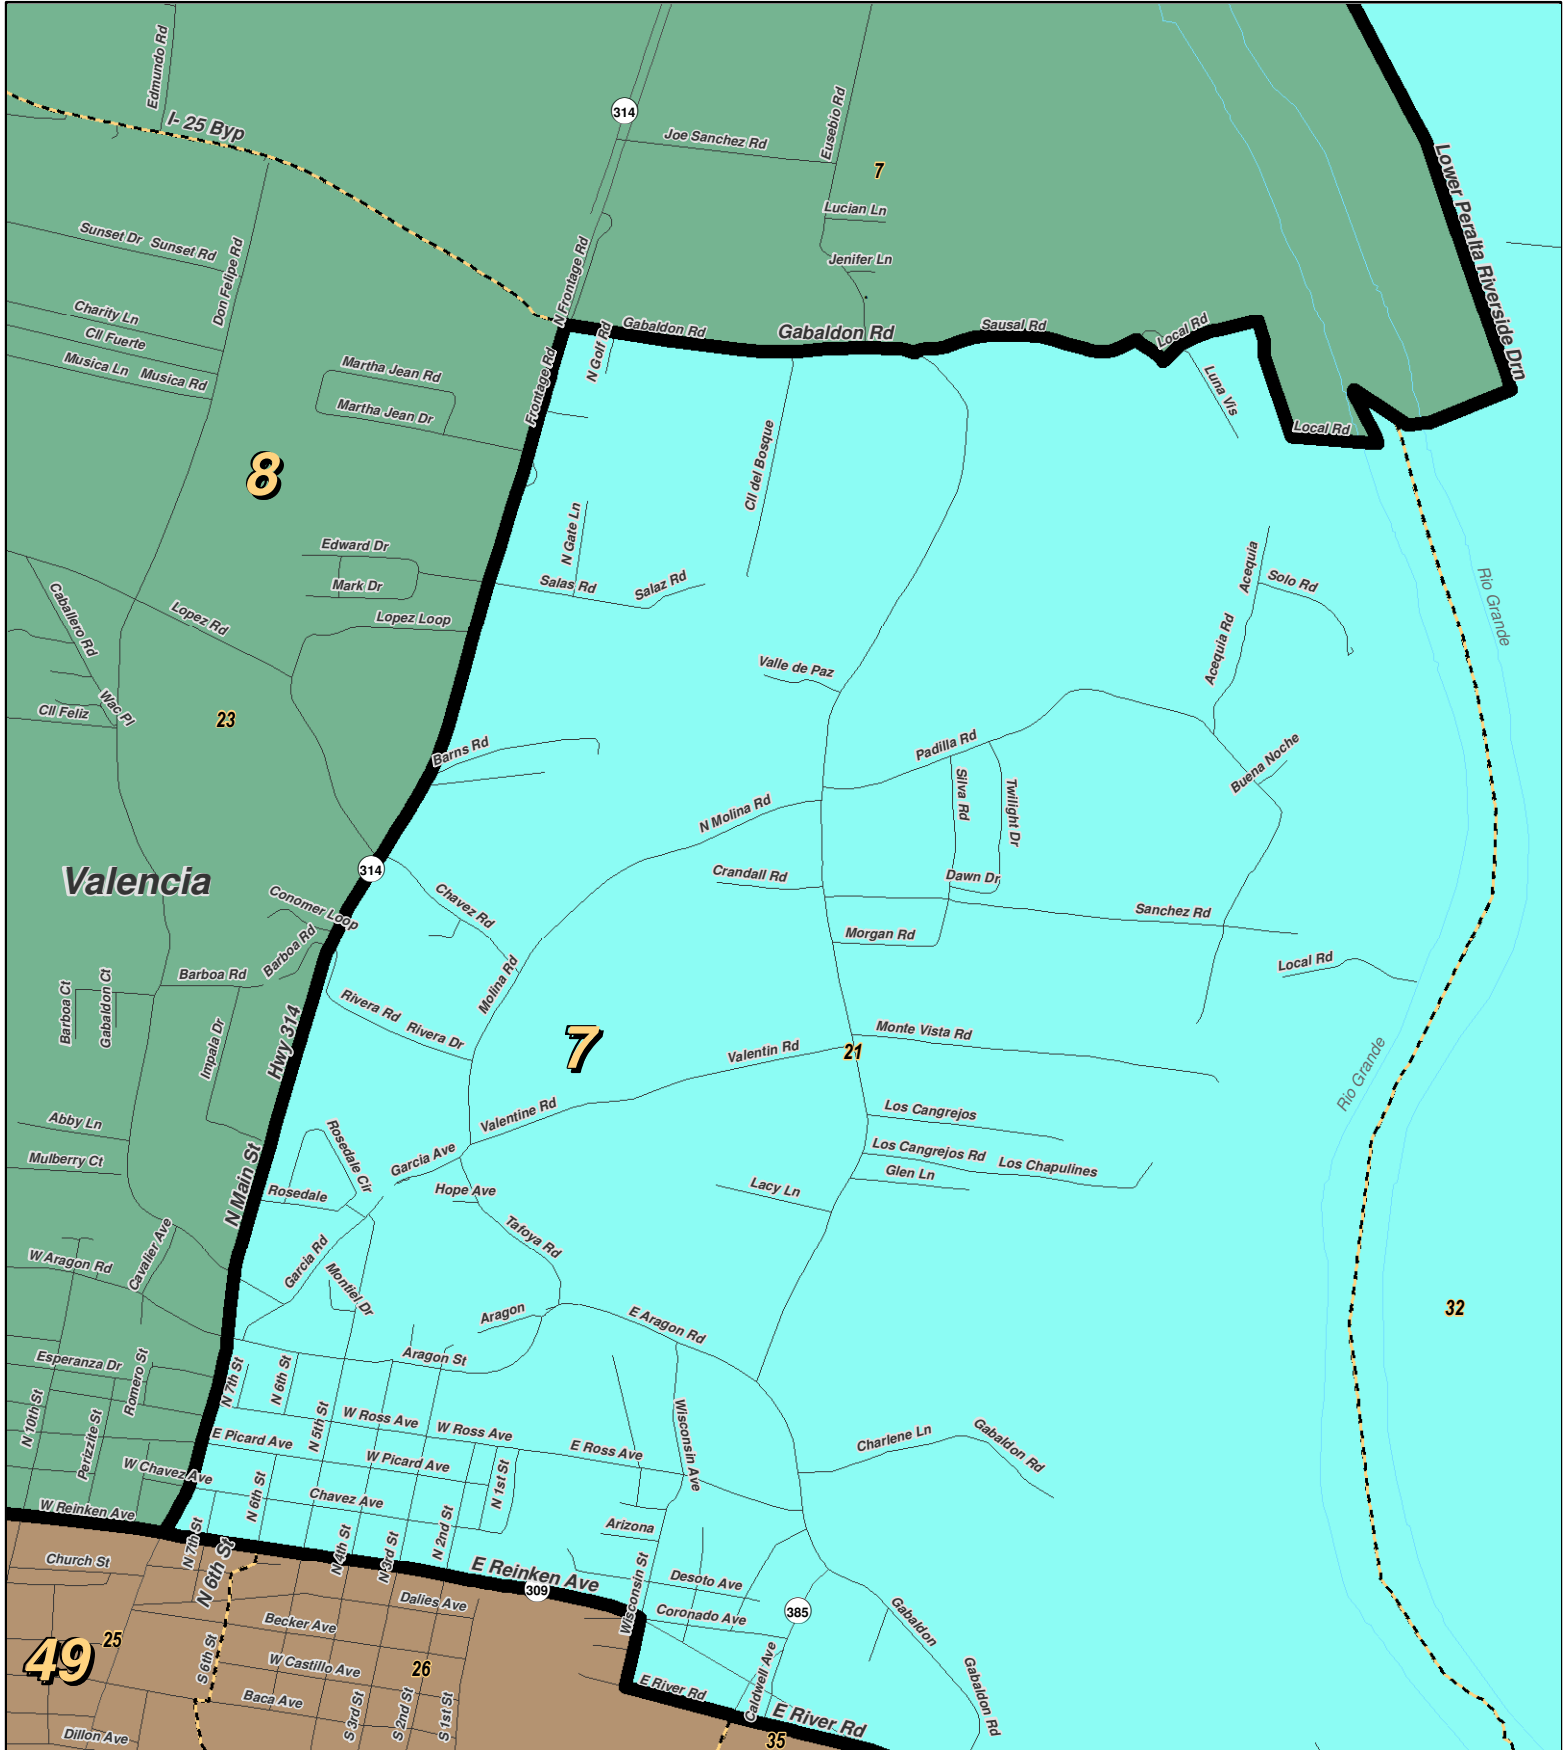 Edmundo Rd
I- 25 Byp
314
Joe Sanchez Rd
Eusebio Rd
7
Lucian Ln
Jenifer Ln
Lower Peralta Riverside Drn
Sunset Dr
Sunset Rd
Don Felipe Rd
N Frontage Rd
Charity Ln
Cll Fuerte
Musica Ln
Musica Rd
Martha Jean Rd
Martha Jean Dr
Frontage Rd
N Golf Rd
Gabaldon Rd
Gabaldon Rd
Sausal Rd
Local Rd
Luna Vis
Local Rd
8
Cll del Bosque
N Gate Ln
Edward Dr
Mark Dr
Salas Rd
Salaz Rd
Acequia
Solo Rd
Rio Grande
Caballero Rd
Lopez Rd
Lopez Loop
Acequia Rd
Valle de Paz
Wac Pl
Cll Feliz
23
Barns Rd
Padilla Rd
Buena Noche
Silva Rd
Twilight Dr
N Molina Rd
Valencia
314
Crandall Rd
Dawn Dr
Conomer Loop
Chavez Rd
Sanchez Rd
Barboa Rd
Morgan Rd
Local Rd
Barboa Ct
Gabaldon Ct
Barboa Rd
Molina Rd
Rivera Rd
Rivera Dr
Impala Dr
Hwy 314
7
Valentin Rd
21
Monte Vista Rd
Rio Grande
Abby Ln
Valentine Rd
Los Cangrejos
Mulberry Ct
Rosedale Cir
Garcia Ave
Los Cangrejos Rd
Los Chapulines
Glen Ln
N Main St
Rosedale
Hope Ave
Lacy Ln
Tafoya Rd
W Aragon Rd
Cavalier Ave
Garcia Rd
Montiel Dr
Aragon
E Aragon Rd
32
Esperanza Dr
Romero St
Aragon St
N 7th St
N 6th St
N 10th St
Perizzite St
N 5th St
W Ross Ave
W Ross Ave
E Ross Ave
Wisconsin Ave
Charlene Ln
Gabaldon Rd
E Picard Ave
W Picard Ave
W Chavez Ave
N 6th St
Chavez Ave
N 1st St
W Reinken Ave
N 7th St
N 6th St
N 4th St
N 3rd St
N 2nd St
Arizona
Church St
E Reinken Ave
309
Wisconsin St
Desoto Ave
Coronado Ave
385
Gabaldon
Dalies Ave
Becker Ave
49
25
S 6th St
W Castillo Ave
26
Baca Ave
S 3rd St
S 2nd St
S 1st St
E River Rd
Caldwell Ave
E River Rd
Gabaldon Rd
Dillon Ave
35